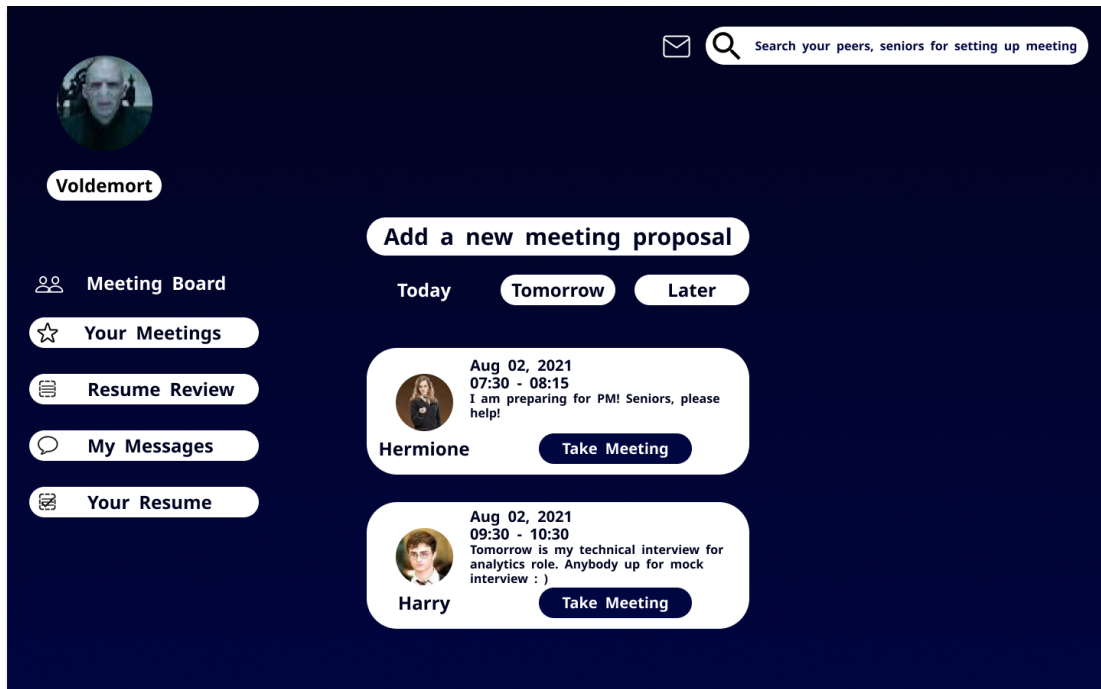 Search your peers, seniors for setting up meeting
Voldemort
Add a new meeting proposal
Meeting Board
Today
Tomorrow
Later
Your Meetings
Resume Review
My Messages
Your Resume
Aug 02, 2021
07:30 - 08:15
I am preparing for PM! Seniors, please
help!
Hermione
Take Meeting
Aug 02, 2021
09:30 - 10:30
Tomorrow is my technical interview for
analytics role. Anybody up for mock
interview : )
Harry
Take Meeting